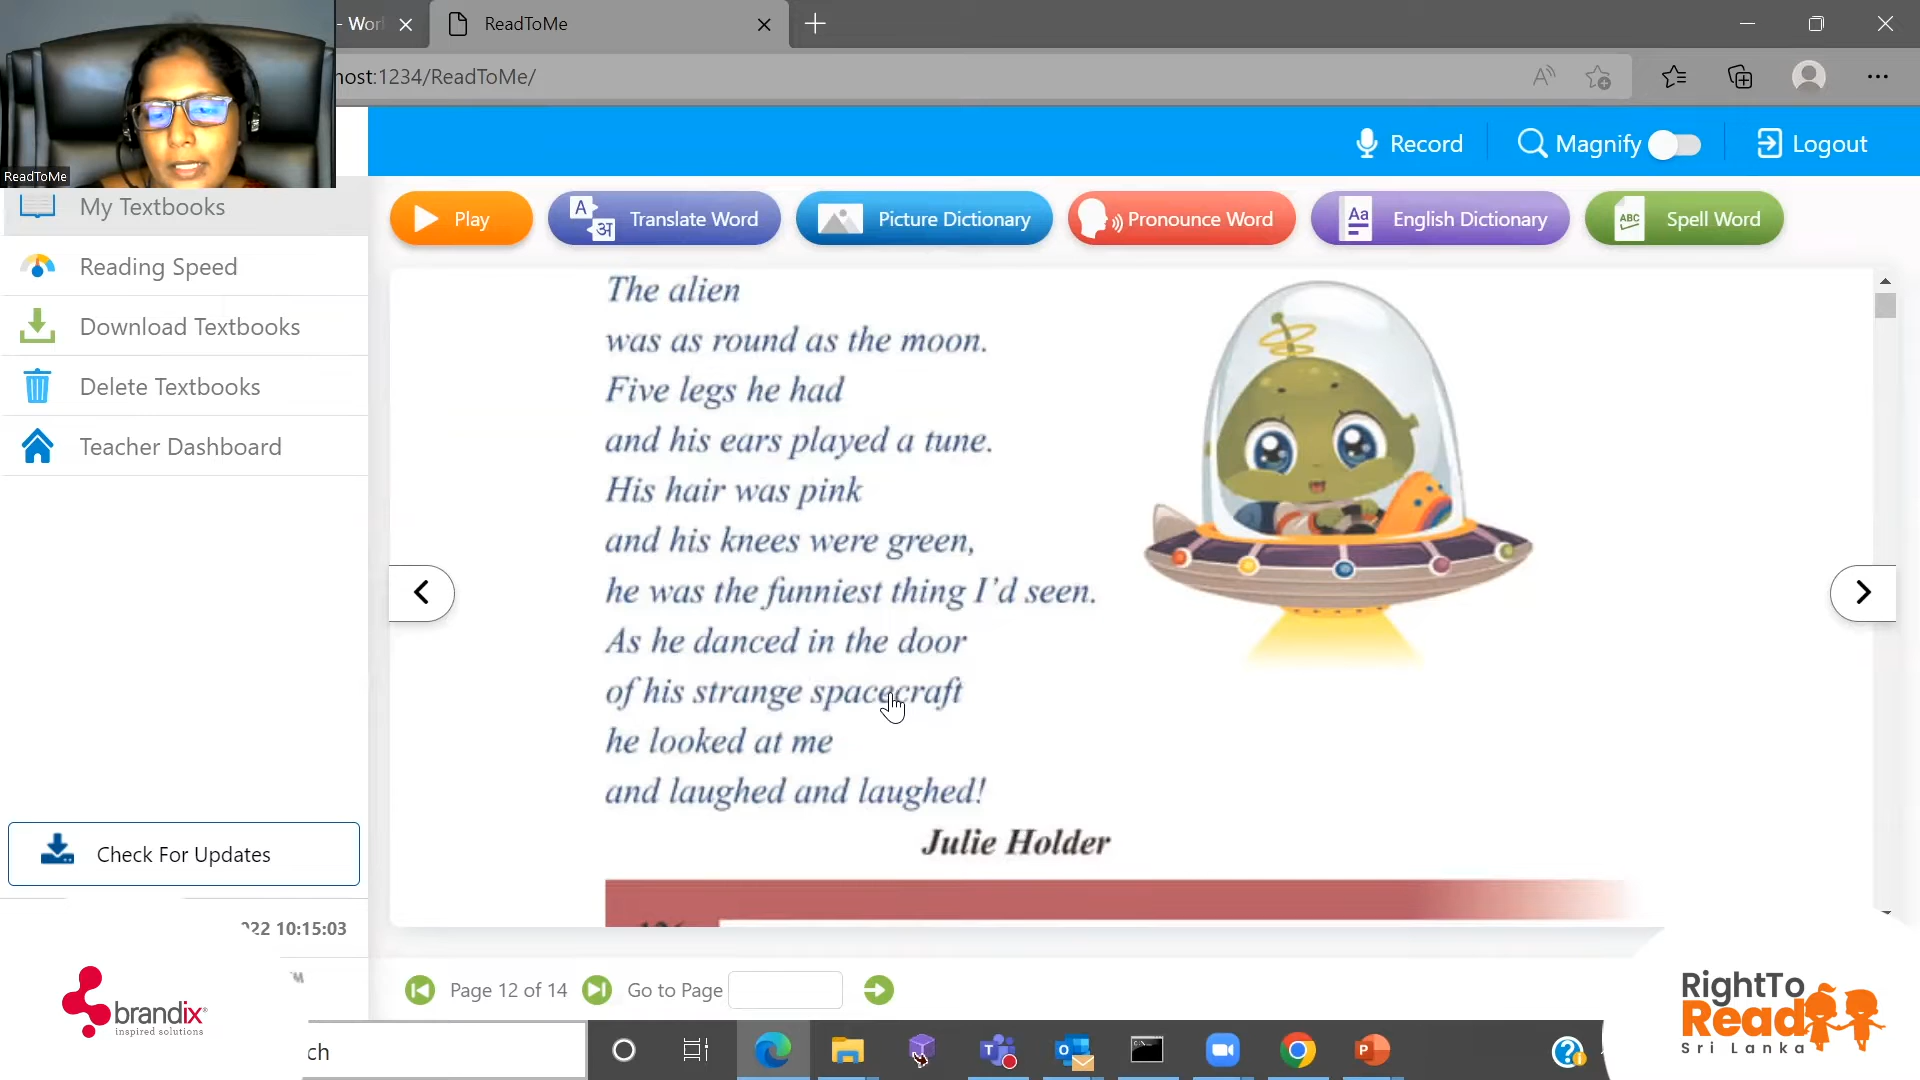 - Wor
ReadToMe
host:1234/ReadToMe/
ReadToMe
Record
Magnify
Logout
My Textbooks
Reading Speed
Download Textbooks
Delete Textbooks
Teacher Dashboard
Play
Translate Word
Picture Dictionary
Pronounce Word
English Dictionary
Spell Word
The alien
was as round as the moon.
Five legs he had
and his ears played a tune.
His hair was pink
and his knees were green,
he was the funniest thing I'd seen.
As he danced in the door
of his strange spacecraft
he looked at me
and laughed and laughed!
Julie Holder
Check For Updates
022 10:15:03
Page 12 of 14
Go to Page
brandix
inspired solutions
RightTo
Read
Sri Lanka
ch